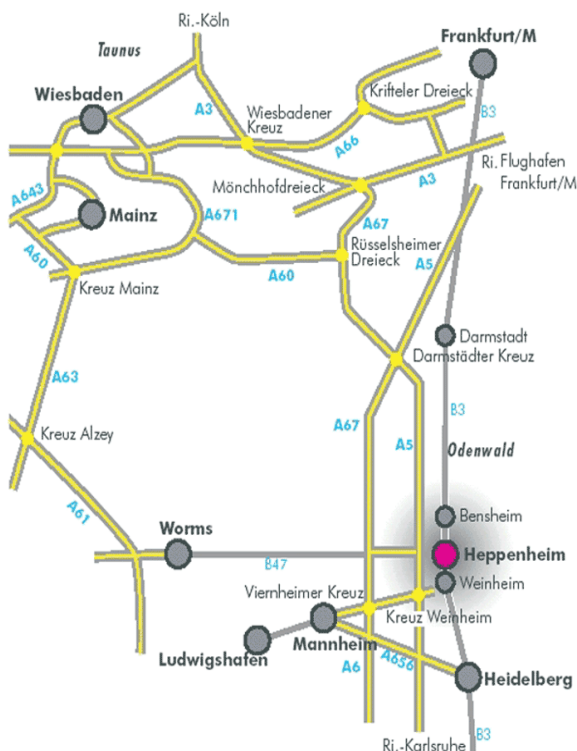 Ri.-Köln
Taunus
Frankfurt/M
Wiesbaden
Krifteler Dreieck
A3
Wiesbadener
Kreuz
B3
A66
Ri. Flughafen
Frankfurt/M
Mönchhofdreieck
A3
A643
Mainz
A671
A67
A60
Rüsselsheimer
Dreieck
A5
A60
Kreuz Mainz
Darmstadt
Darmstädter Kreuz
A63
B3
A67
A5
Kreuz Alzey
Odenwald
A61
Bensheim
Worms
Heppenheim
B47
Weinheim
Viernheimer Kreuz
Kreuz Weinheim
Mannheim
Ludwigshafen
A6
A656
Heidelberg
B3
Ri.-Karlsruhe